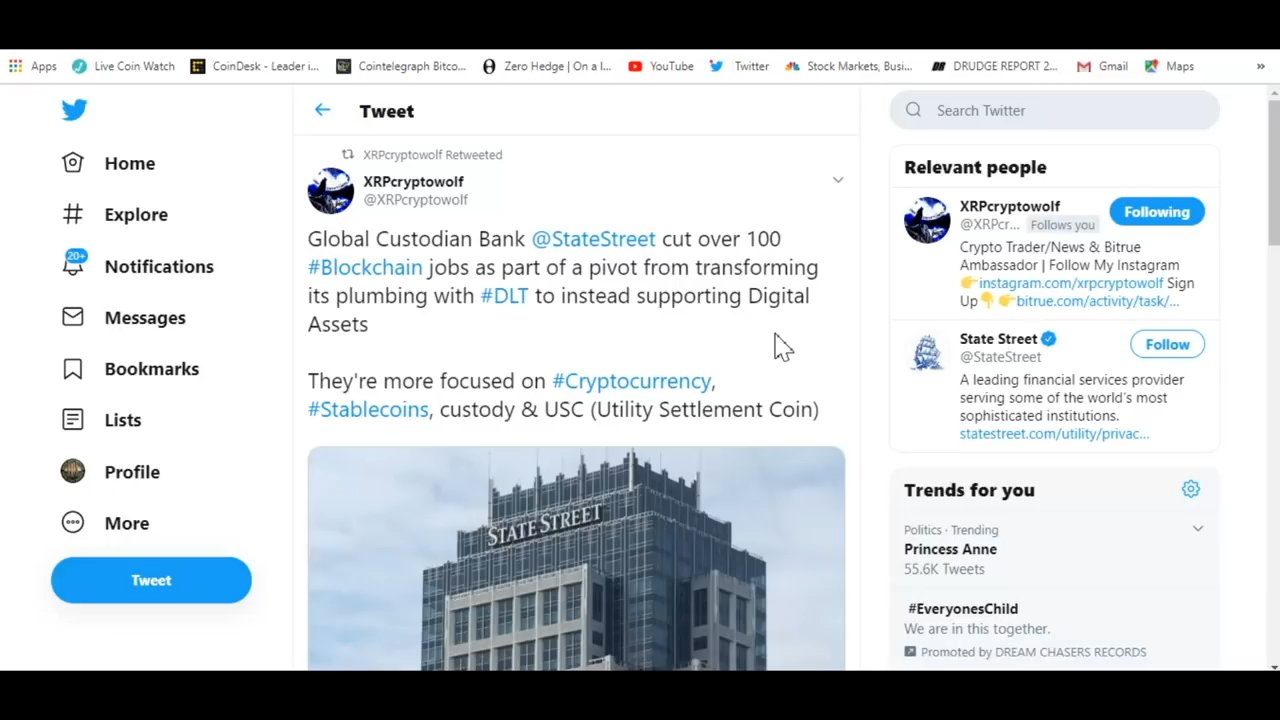 Apps
Live Coin Watch
CoinDesk - Leader i...
Cointelegraph Bitco...
Zero Hedge | On a l...
YouTube
Twitter
Stock Markets, Busi...
DRUDGE REPORT 2...
Gmail
Maps
»
Home
Explore
20+
Notifications
Messages
Bookmarks
Lists
Profile
More
Tweet
Tweet
XRPcryptowolf Retweeted
XRPcryptowolf
@XRPcryptowolf
Global Custodian Bank @StateStreet cut over 100
#Blockchain jobs as part of a pivot from transforming
its plumbing with #DLT to instead supporting Digital
Assets
They're more focused on #Cryptocurrency,
#Stablecoins, custody & USC (Utility Settlement Coin)
STATE STREET
Search Twitter
Relevant people
XRPcryptowolf
@XRPcr... Follows you
Following
Crypto Trader/News & Bitrue
Ambassador | Follow My Instagram
👉instagram.com/xrpcryptowolf Sign
Up👇 👉bitrue.com/activity/task/...
State Street
@StateStreet
Follow
A leading financial services provider
serving some of the world's most
sophisticated institutions.
statestreet.com/utility/privac...
Trends for you
Politics · Trending
Princess Anne
55.6K Tweets
#EveryonesChild
We are in this together.
Promoted by DREAM CHASERS RECORDS